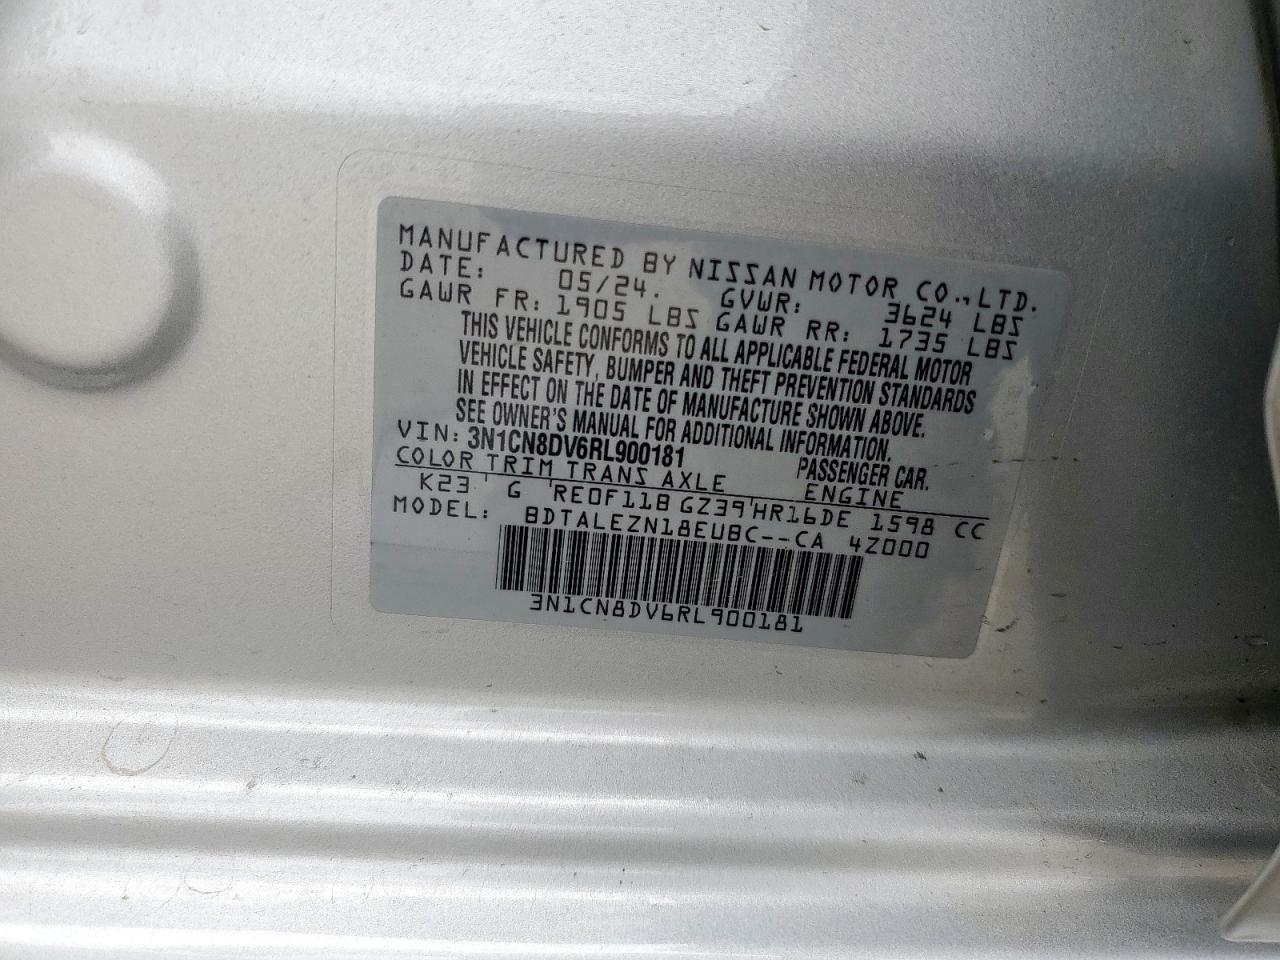 MANUFACTURED BY NISSAN MOTOR CO., LTD.
DATE: 05/24. GVWR: 3624 LBS
GAWR FR: 1905 LBS GAWR RR: 1735 LBS
THIS VEHICLE CONFORMS TO ALL APPLICABLE FEDERAL MOTOR
VEHICLE SAFETY, BUMPER AND THEFT PREVENTION STANDARDS
IN EFFECT ON THE DATE OF MANUFACTURE SHOWN ABOVE.
SEE OWNER'S MANUAL FOR ADDITIONAL INFORMATION.
VIN: 3N1CN8DV6RL900181 PASSENGER CAR.
COLOR TRIM TRANS AXLE ENGINE
K23 G RE0F11B GZ39 HR16DE 1598 CC
MODEL: BDTALEZN18EUBC--CA 4Z000
3N1CN8DV6RL900181